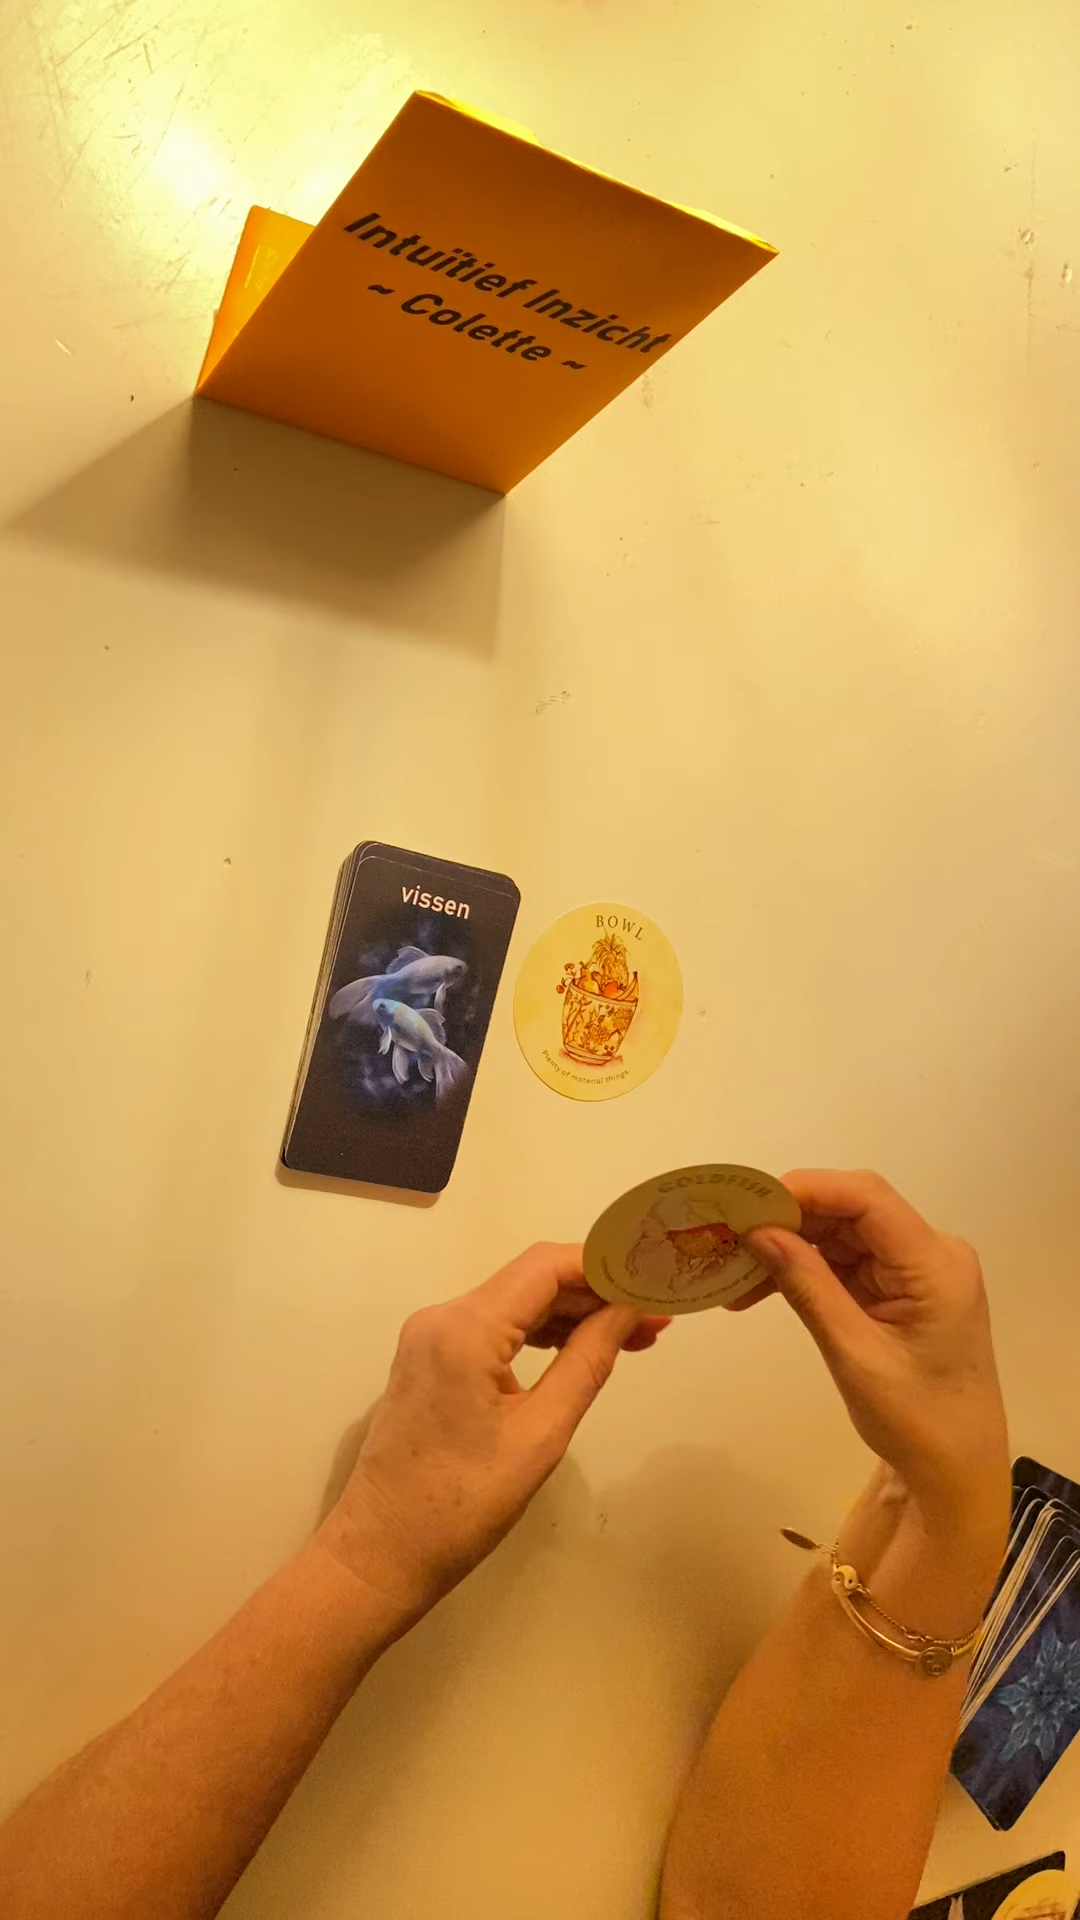 Intuïtief Inzicht
~ Colette ~
vissen
BOWL
Plenty of material things.
GOLDFISH